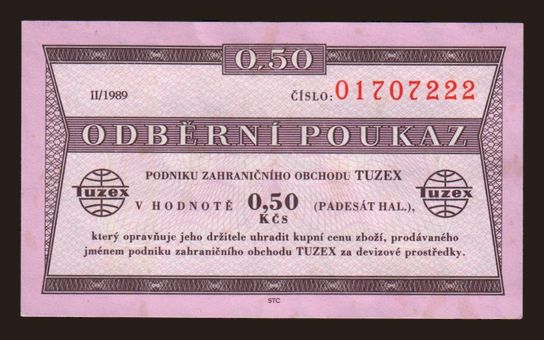 0,50
II/1989 ČÍSLO: 01707222
ODBĚRNÍ POUKAZ
PODNIKU ZAHRANIČNÍHO OBCHODU TUZEX
Tuzex V HODNOTĚ 0,50 (PADESÁT HAL.), Tuzex
KČS
který opravňuje jeho držitele uhradit kupní cenu zboží, prodávaného
jménem podniku zahraničního obchodu TUZEX za devizové prostředky.
STC